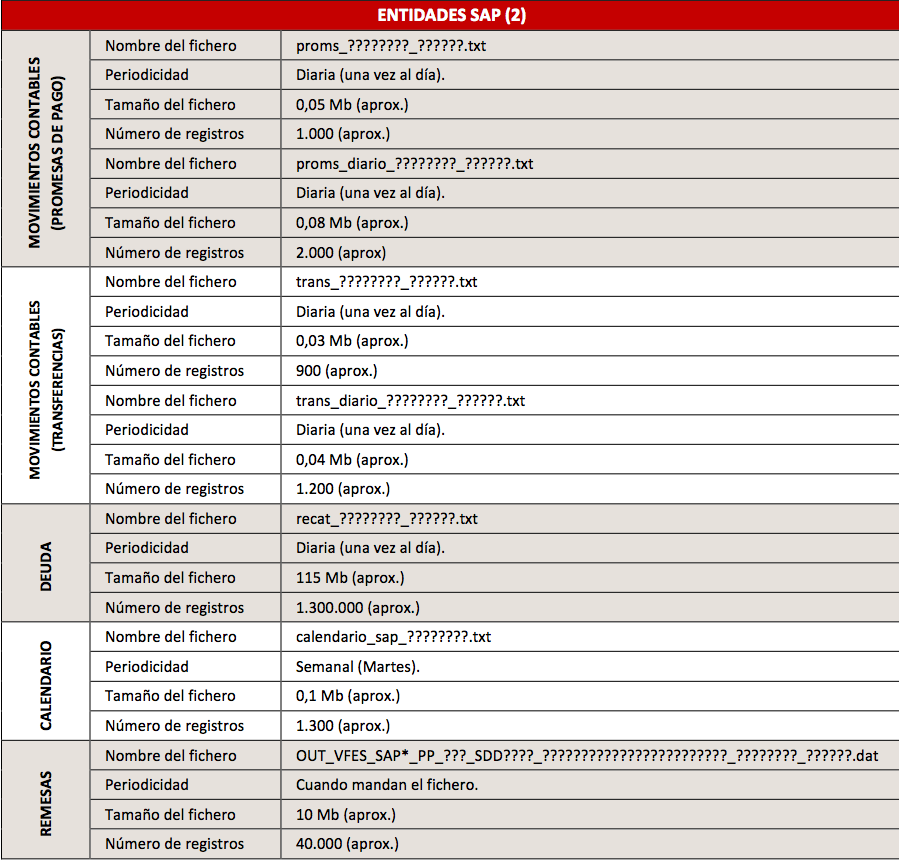 ENTIDADES SAP (2)
MOVIMIENTOS CONTABLES
(PROMESAS DE PAGO)
Nombre del fichero proms_????????_??????.txt
Periodicidad Diaria (una vez al día).
Tamaño del fichero 0,05 Mb (aprox.)
Número de registros 1.000 (aprox.)
Nombre del fichero proms_diario_????????_??????.txt
Periodicidad Diaria (una vez al día).
Tamaño del fichero 0,08 Mb (aprox.)
Número de registros 2.000 (aprox)
MOVIMIENTOS CONTABLES
(TRANSFERENCIAS)
Nombre del fichero trans_????????_??????.txt
Periodicidad Diaria (una vez al día).
Tamaño del fichero 0,03 Mb (aprox.)
Número de registros 900 (aprox.)
Nombre del fichero trans_diario_????????_??????.txt
Periodicidad Diaria (una vez al día).
Tamaño del fichero 0,04 Mb (aprox.)
Número de registros 1.200 (aprox.)
DEUDA
Nombre del fichero recat_????????_??????.txt
Periodicidad Diaria (una vez al día).
Tamaño del fichero 115 Mb (aprox.)
Número de registros 1.300.000 (aprox.)
CALENDARIO
Nombre del fichero calendario_sap_????????.txt
Periodicidad Semanal (Martes).
Tamaño del fichero 0,1 Mb (aprox.)
Número de registros 1.300 (aprox.)
REMESAS
Nombre del fichero OUT_VFES_SAP*_PP_???_SDD????_????????????????????????_????????_??????.dat
Periodicidad Cuando mandan el fichero.
Tamaño del fichero 10 Mb (aprox.)
Número de registros 40.000 (aprox.)